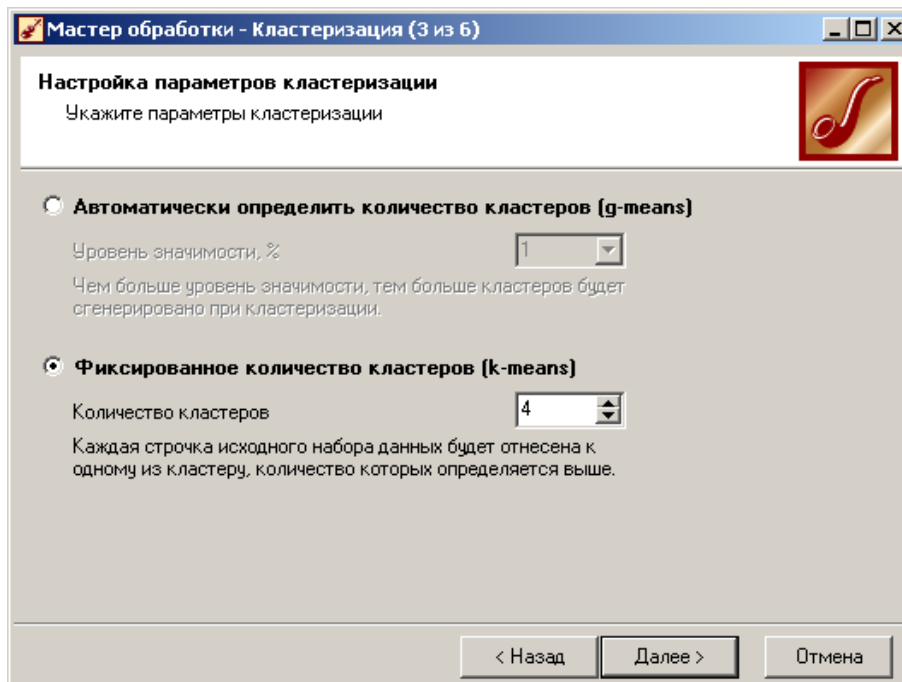 Мастер обработки - Кластеризация (3 из 6)
Настройка параметров кластеризации
Укажите параметры кластеризации
Автоматически определить количество кластеров (g-means)
Уровень значимости, % 1
Чем больше уровень значимости, тем больше кластеров будет
сгенерировано при кластеризации.
Фиксированное количество кластеров (k-means)
Количество кластеров 4
Каждая строчка исходного набора данных будет отнесена к
одному из кластеру, количество которых определяется выше.
< Назад Далее > Отмена